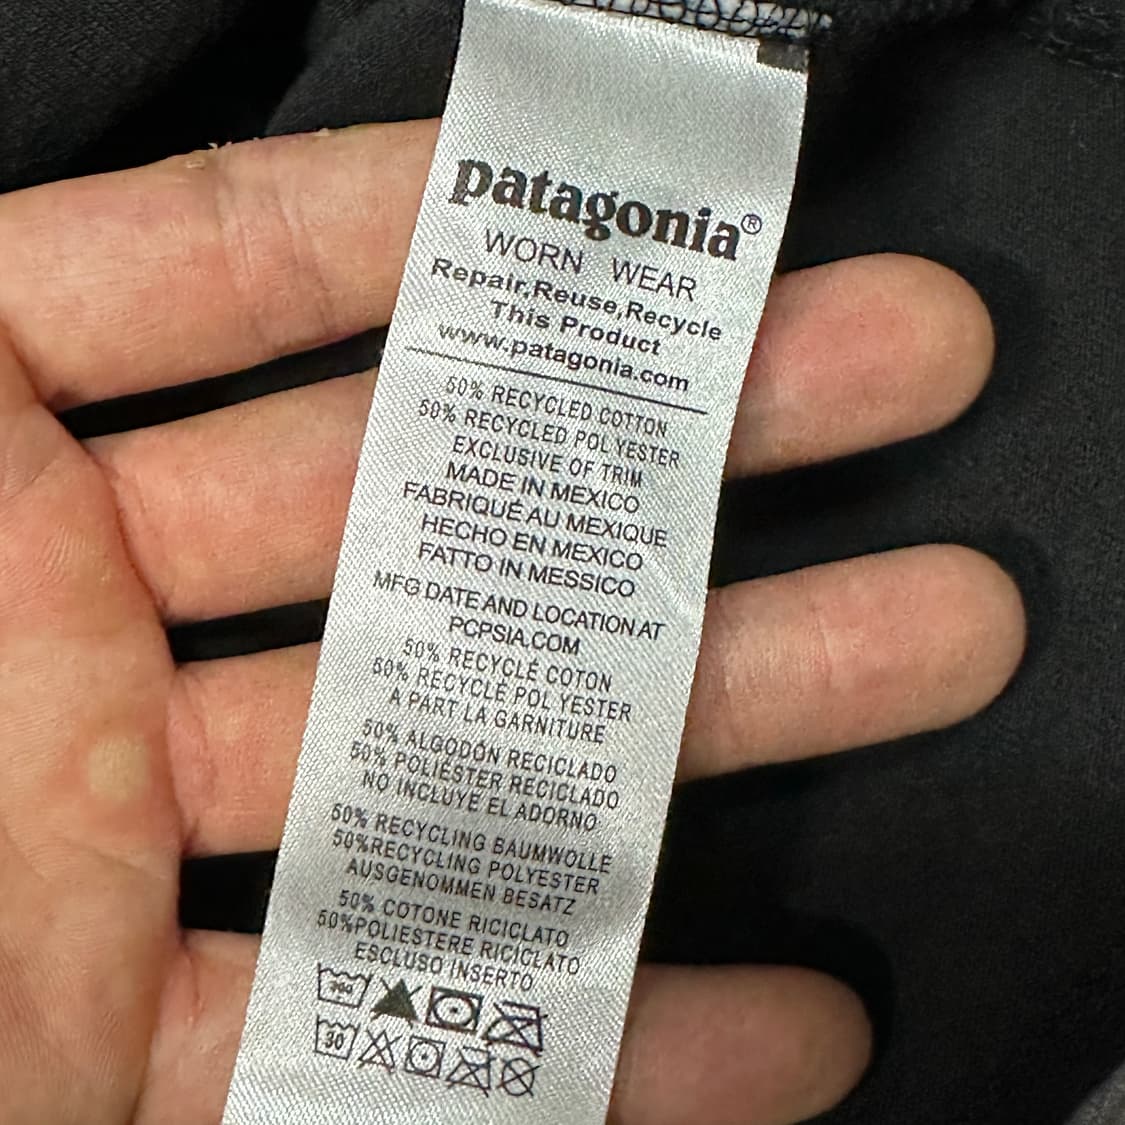 patagonia®
WORN WEAR
Repair,Reuse,Recycle
This Product
www.patagonia.com
50% RECYCLED COTTON
50% RECYCLED POLYESTER
EXCLUSIVE OF TRIM
MADE IN MEXICO
FABRIQUÉ AU MEXIQUE
HECHO EN MEXICO
FATTO IN MESSICO
MFG DATE AND LOCATION AT
PCPSIA.COM
50% RECYCLÉ COTON
50% RECYCLÉ POLYESTER
À PART LA GARNITURE
50% ALGODÓN RECICLADO
50% POLIÉSTER RECICLADO
NO INCLUYE EL ADORNO
50% RECYCLING BAUMWOLLE
50%RECYCLING POLYESTER
AUSGENOMMEN BESATZ
50% COTONE RICICLATO
50%POLIESTERE RICICLATO
ESCLUSO INSERTO
30